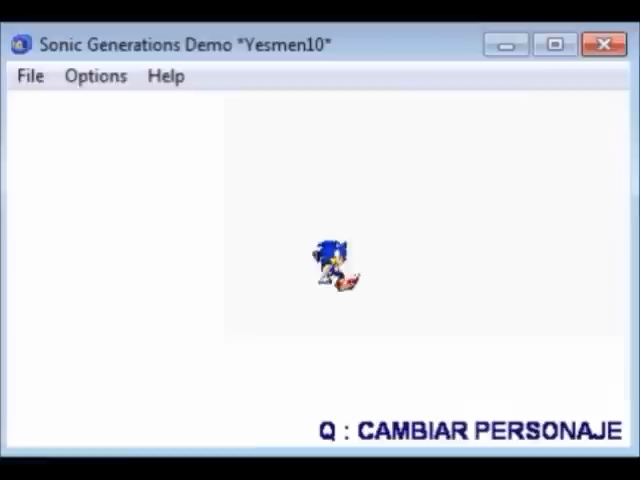 Sonic Generations Demo *Yesmen10*
File Options Help
Q : CAMBIAR PERSONAJE